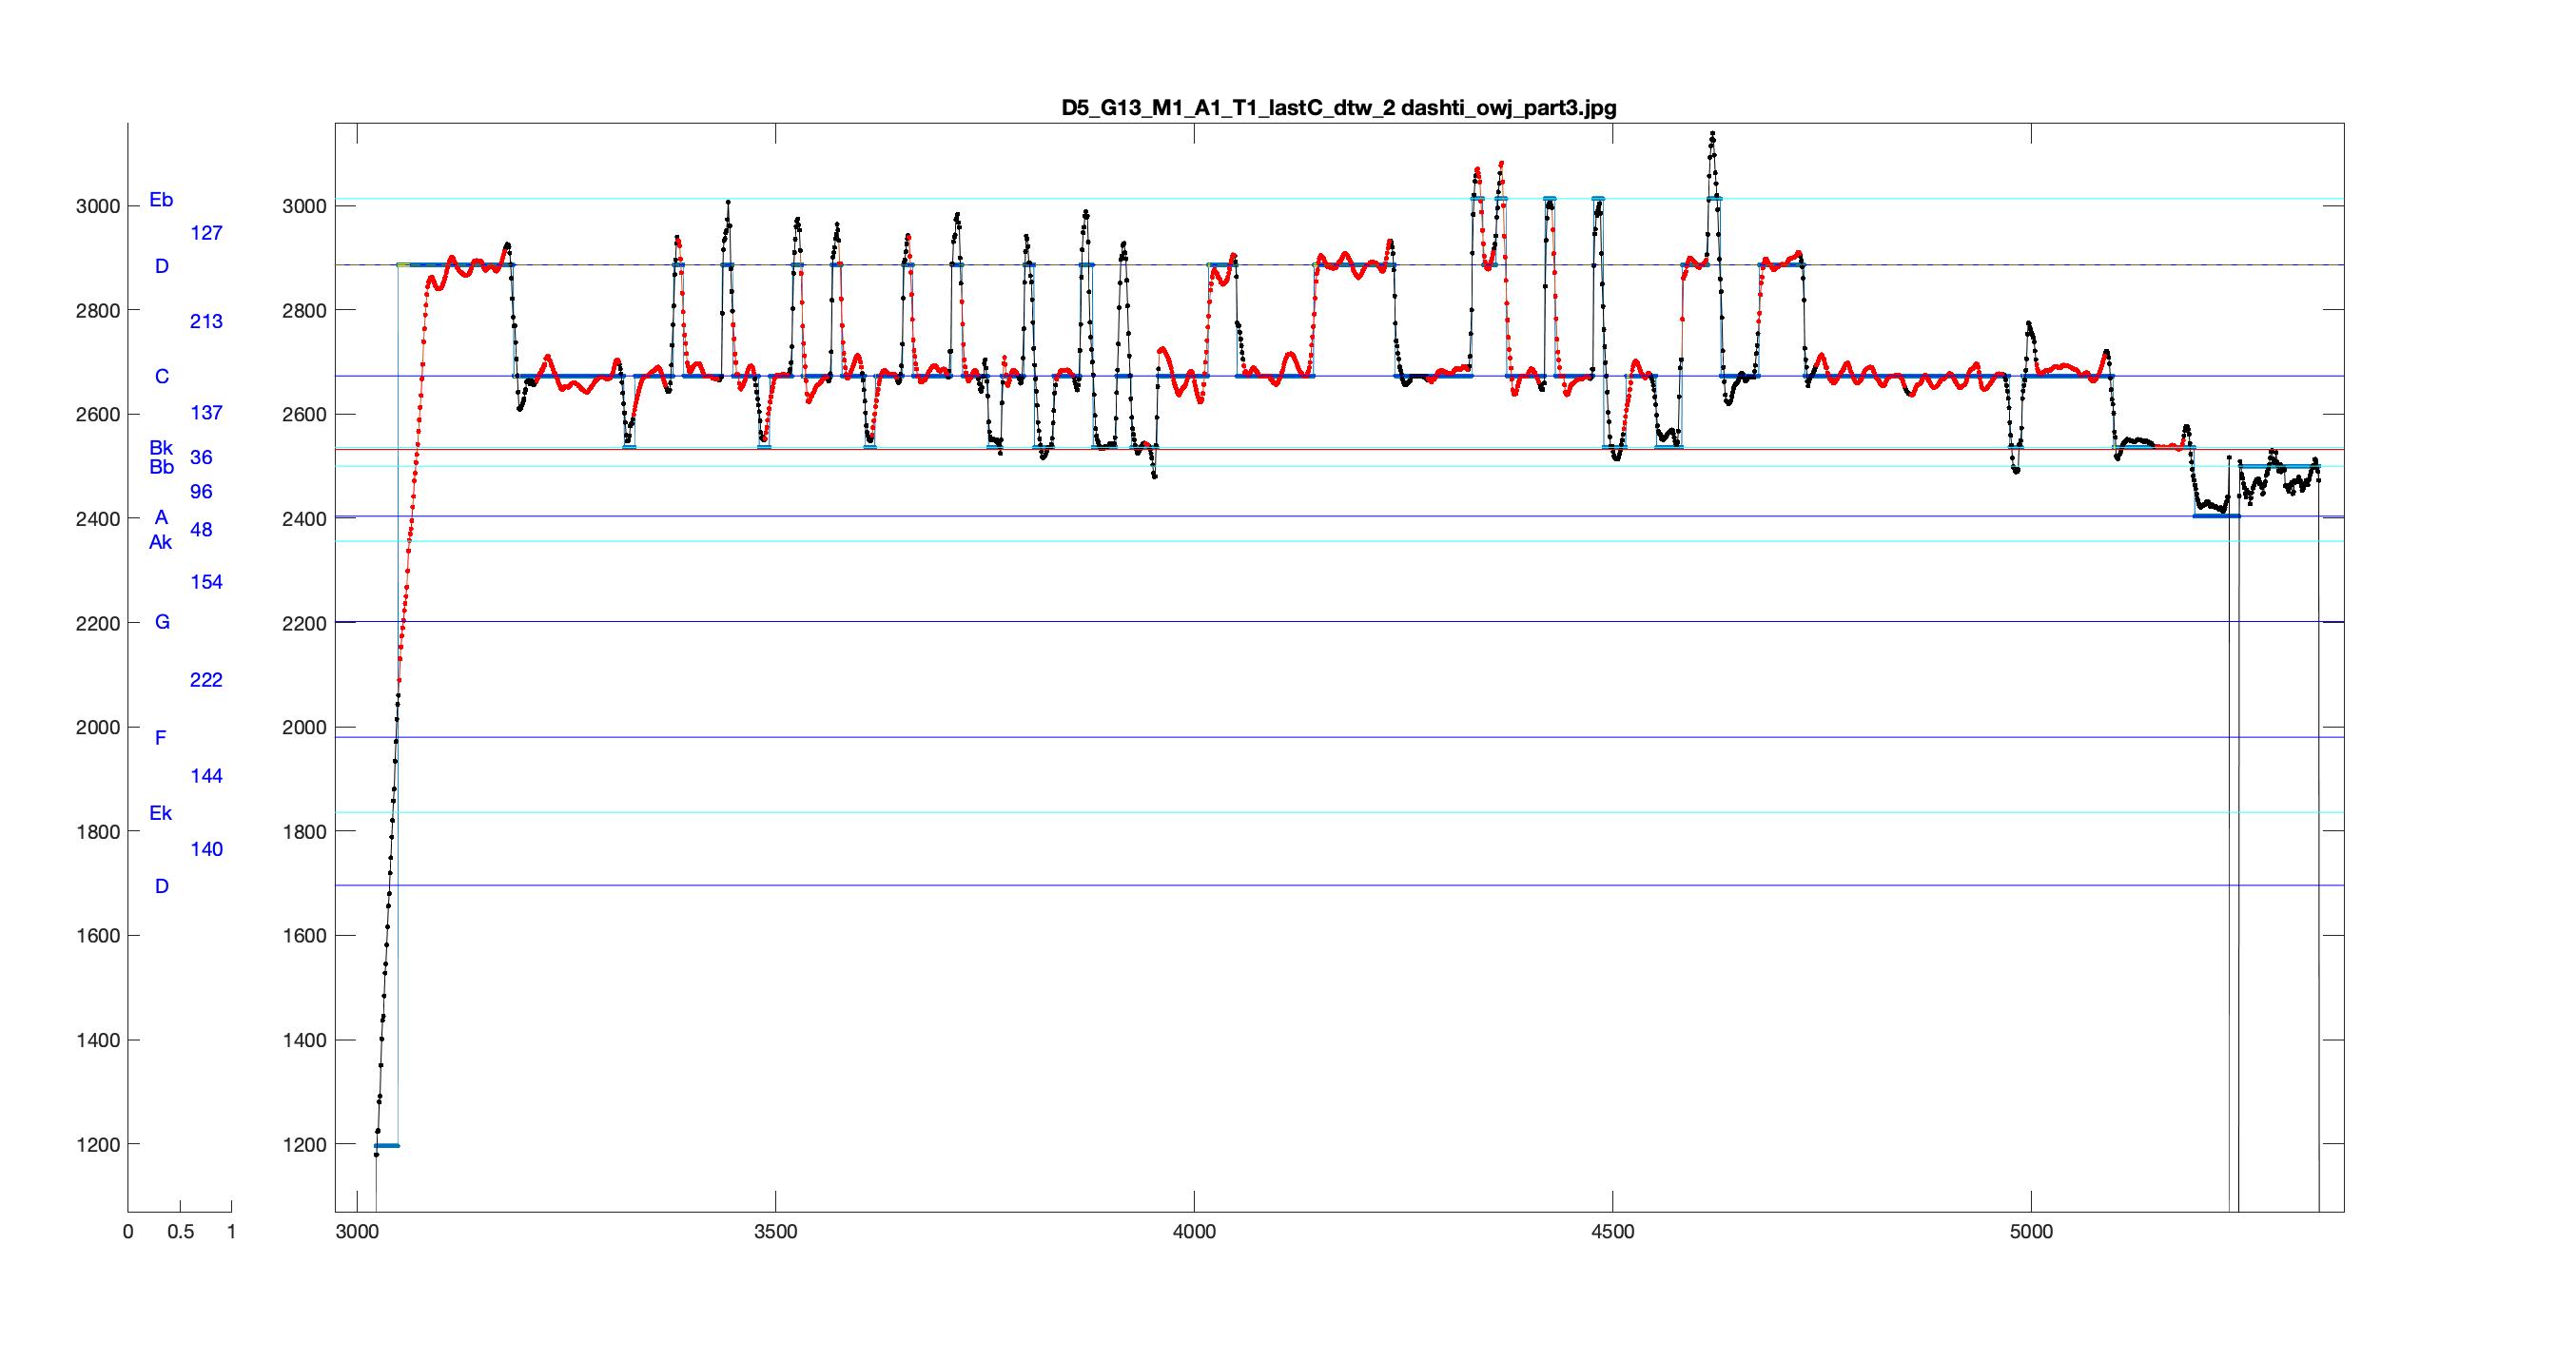 D5_G13_M1_A1_T1_lastC_dtw_2 dashti_owj_part3.jpg
3000 Eb 3000
127
D
2800 213 2800
C
2600 137 2600
Bk
36
Bb
96
2400 A 2400
48
Ak
154
2200 G 2200
222
2000 F 2000
144
1800 Ek 1800
140
D
1600 1600
1400 1400
1200 1200
0 0.5 1 3000 3500 4000 4500 5000